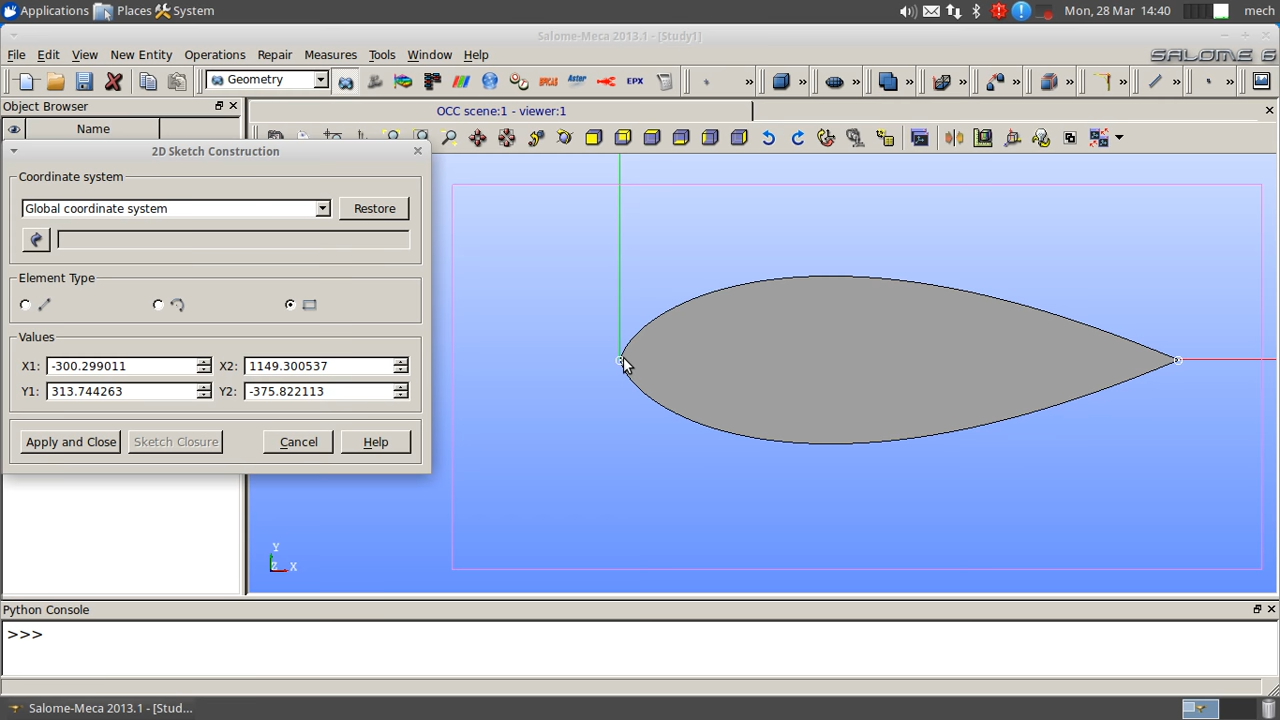 Applications Places System Mon, 28 Mar 14:40 mech
Salome-Meca 2013.1 - [Study1]
File Edit View New Entity Operations Repair Measures Tools Window Help SALOME 6
Geometry EFICAS Aster EPX
Object Browser
OCC scene:1 - viewer:1
Name
2D Sketch Construction
Coordinate system
Global coordinate system Restore
Element Type
Values
X1: -300.299011 X2: 1149.300537
Y1: 313.744263 Y2: -375.822113
Apply and Close Sketch Closure Cancel Help
Y
Z X
Python Console
>>>
Salome-Meca 2013.1 - [Stud...